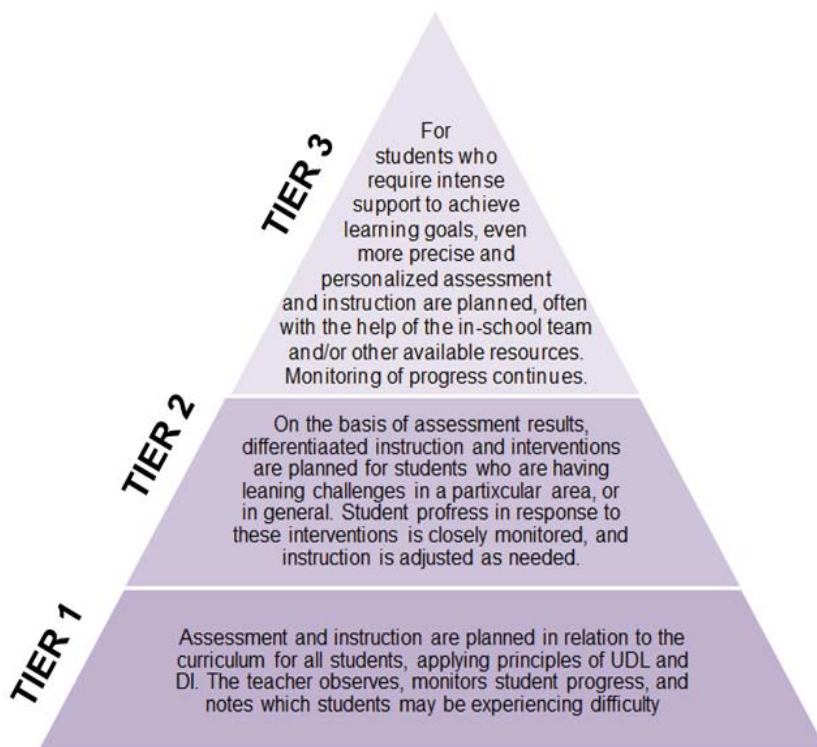 TIER 3
For
students who
require intense
support to achieve
learning goals, even
more precise and
personalized assessment
and instruction are planned, often
with the help of the in-school team
and/or other available resources.
Monitoring of progress continues.
TIER 2
On the basis of assessment results,
differentiaated instruction and interventions
are planned for students who are having
leaning challenges in a partixcular area, or
in general. Student profress in response to
these interventions is closely monitored, and
instruction is adjusted as needed.
TIER 1
Assessment and instruction are planned in relation to the
curriculum for all students, applying principles of UDL and
DI. The teacher observes, monitors student progress, and
notes which students may be experiencing difficulty